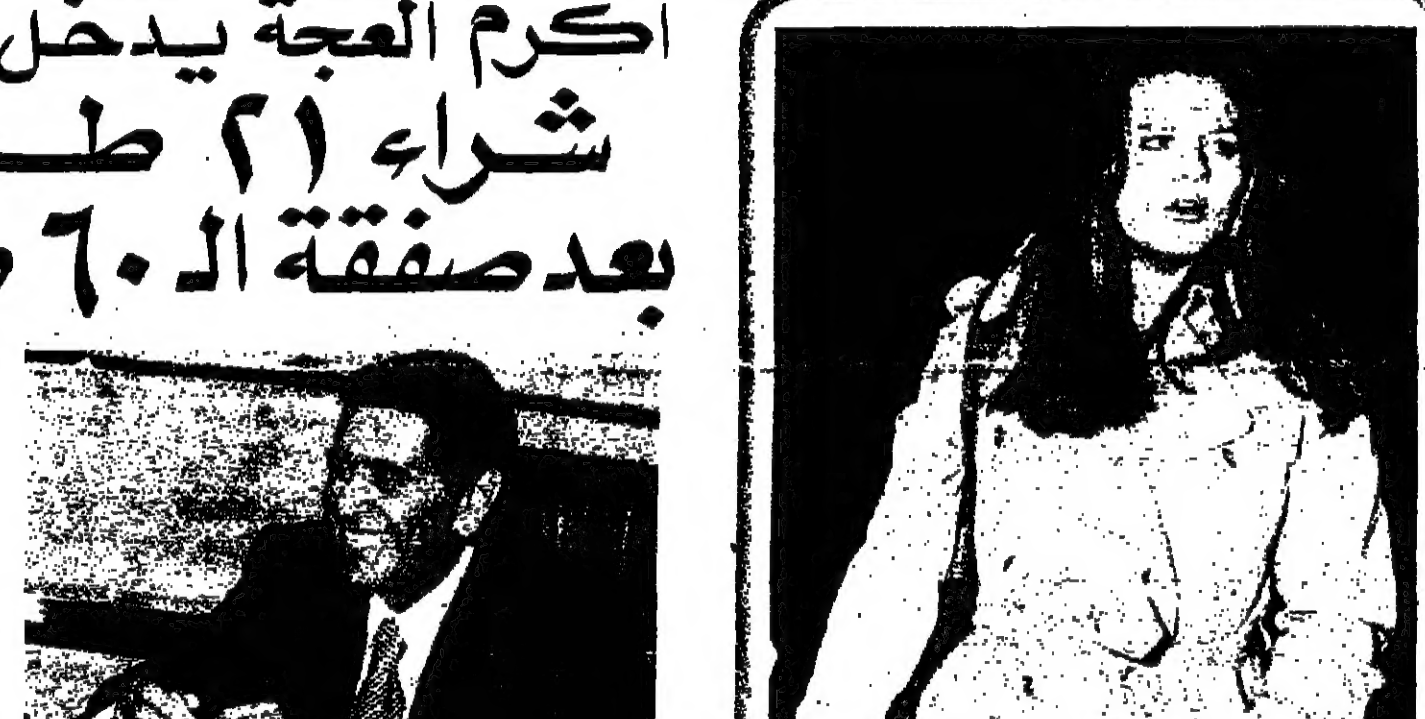 اكرم العجة يدخل
شراء ٢١ طـ
بعد صفقة الـ ٦٠